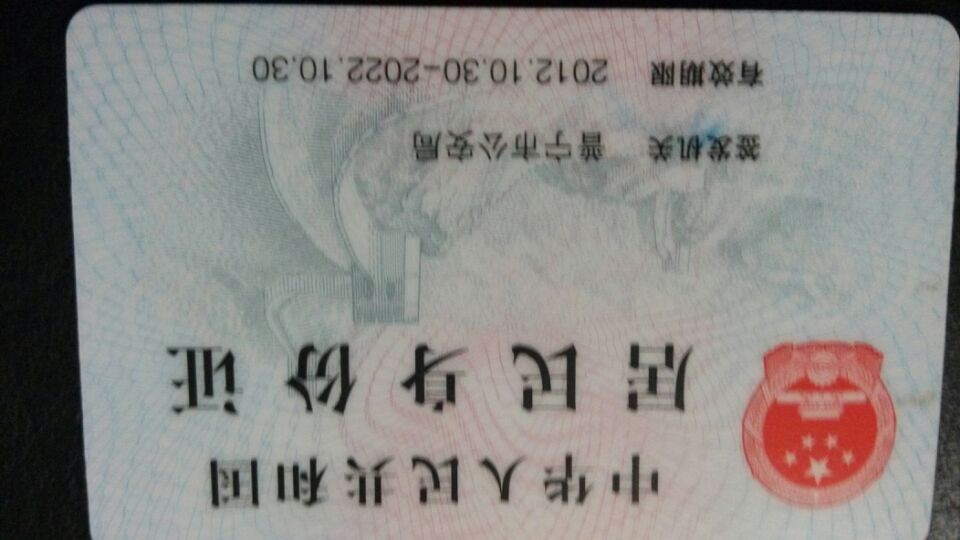 中华人民共和国
居民身份证
签发机关 普宁市公安局
有效期限 2012.10.30-2022.10.30